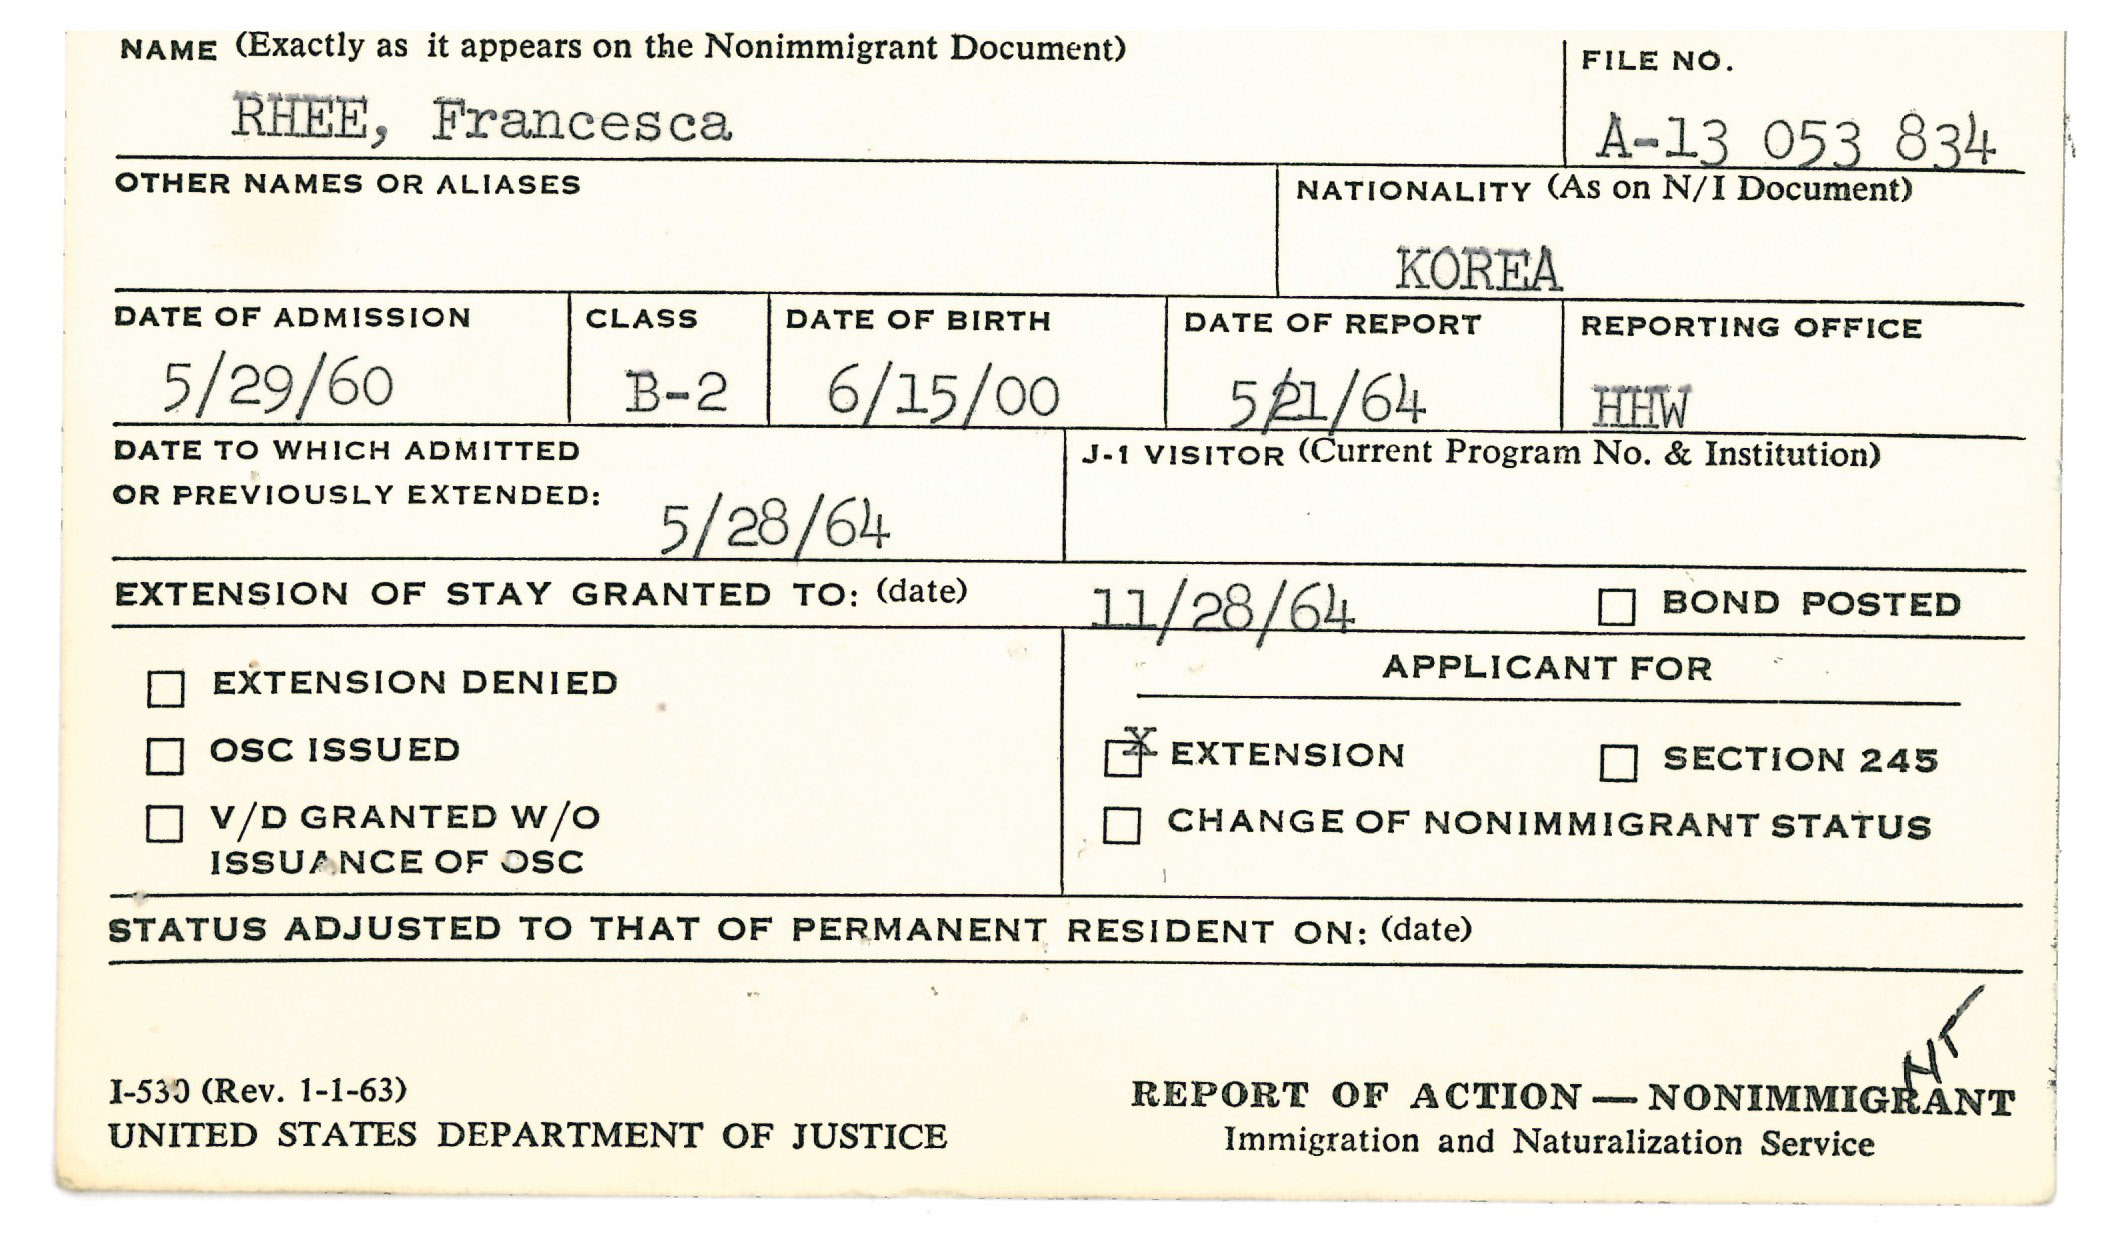 NAME (Exactly as it appears on the Nonimmigrant Document)
FILE NO.
RHEE, Francesca
A-13 053 834
OTHER NAMES OR ALIASES
NATIONALITY (As on N/I Document)
KOREA
DATE OF ADMISSION
CLASS
DATE OF BIRTH
DATE OF REPORT
REPORTING OFFICE
5/29/60
B-2
6/15/00
5/21/64
HHW
DATE TO WHICH ADMITTED
OR PREVIOUSLY EXTENDED:
5/28/64
J-1 VISITOR (Current Program No. & Institution)
EXTENSION OF STAY GRANTED TO: (date)
11/28/64
BOND POSTED
EXTENSION DENIED
OSC ISSUED
V/D GRANTED W/O
ISSUANCE OF OSC
APPLICANT FOR
X EXTENSION
SECTION 245
CHANGE OF NONIMMIGRANT STATUS
STATUS ADJUSTED TO THAT OF PERMANENT RESIDENT ON: (date)
I-530 (Rev. 1-1-63)
UNITED STATES DEPARTMENT OF JUSTICE
REPORT OF ACTION — NONIMMIGRANT
Immigration and Naturalization Service